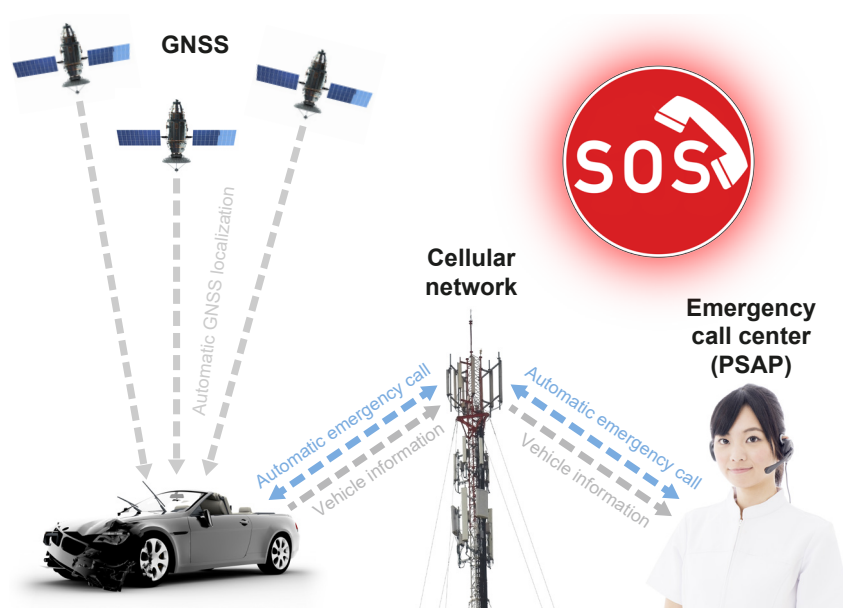 GNSS
SOS
Automatic GNSS localization
Cellular
network
Emergency
call center
(PSAP)
Automatic emergency call
Vehicle information
Automatic emergency call
Vehicle information